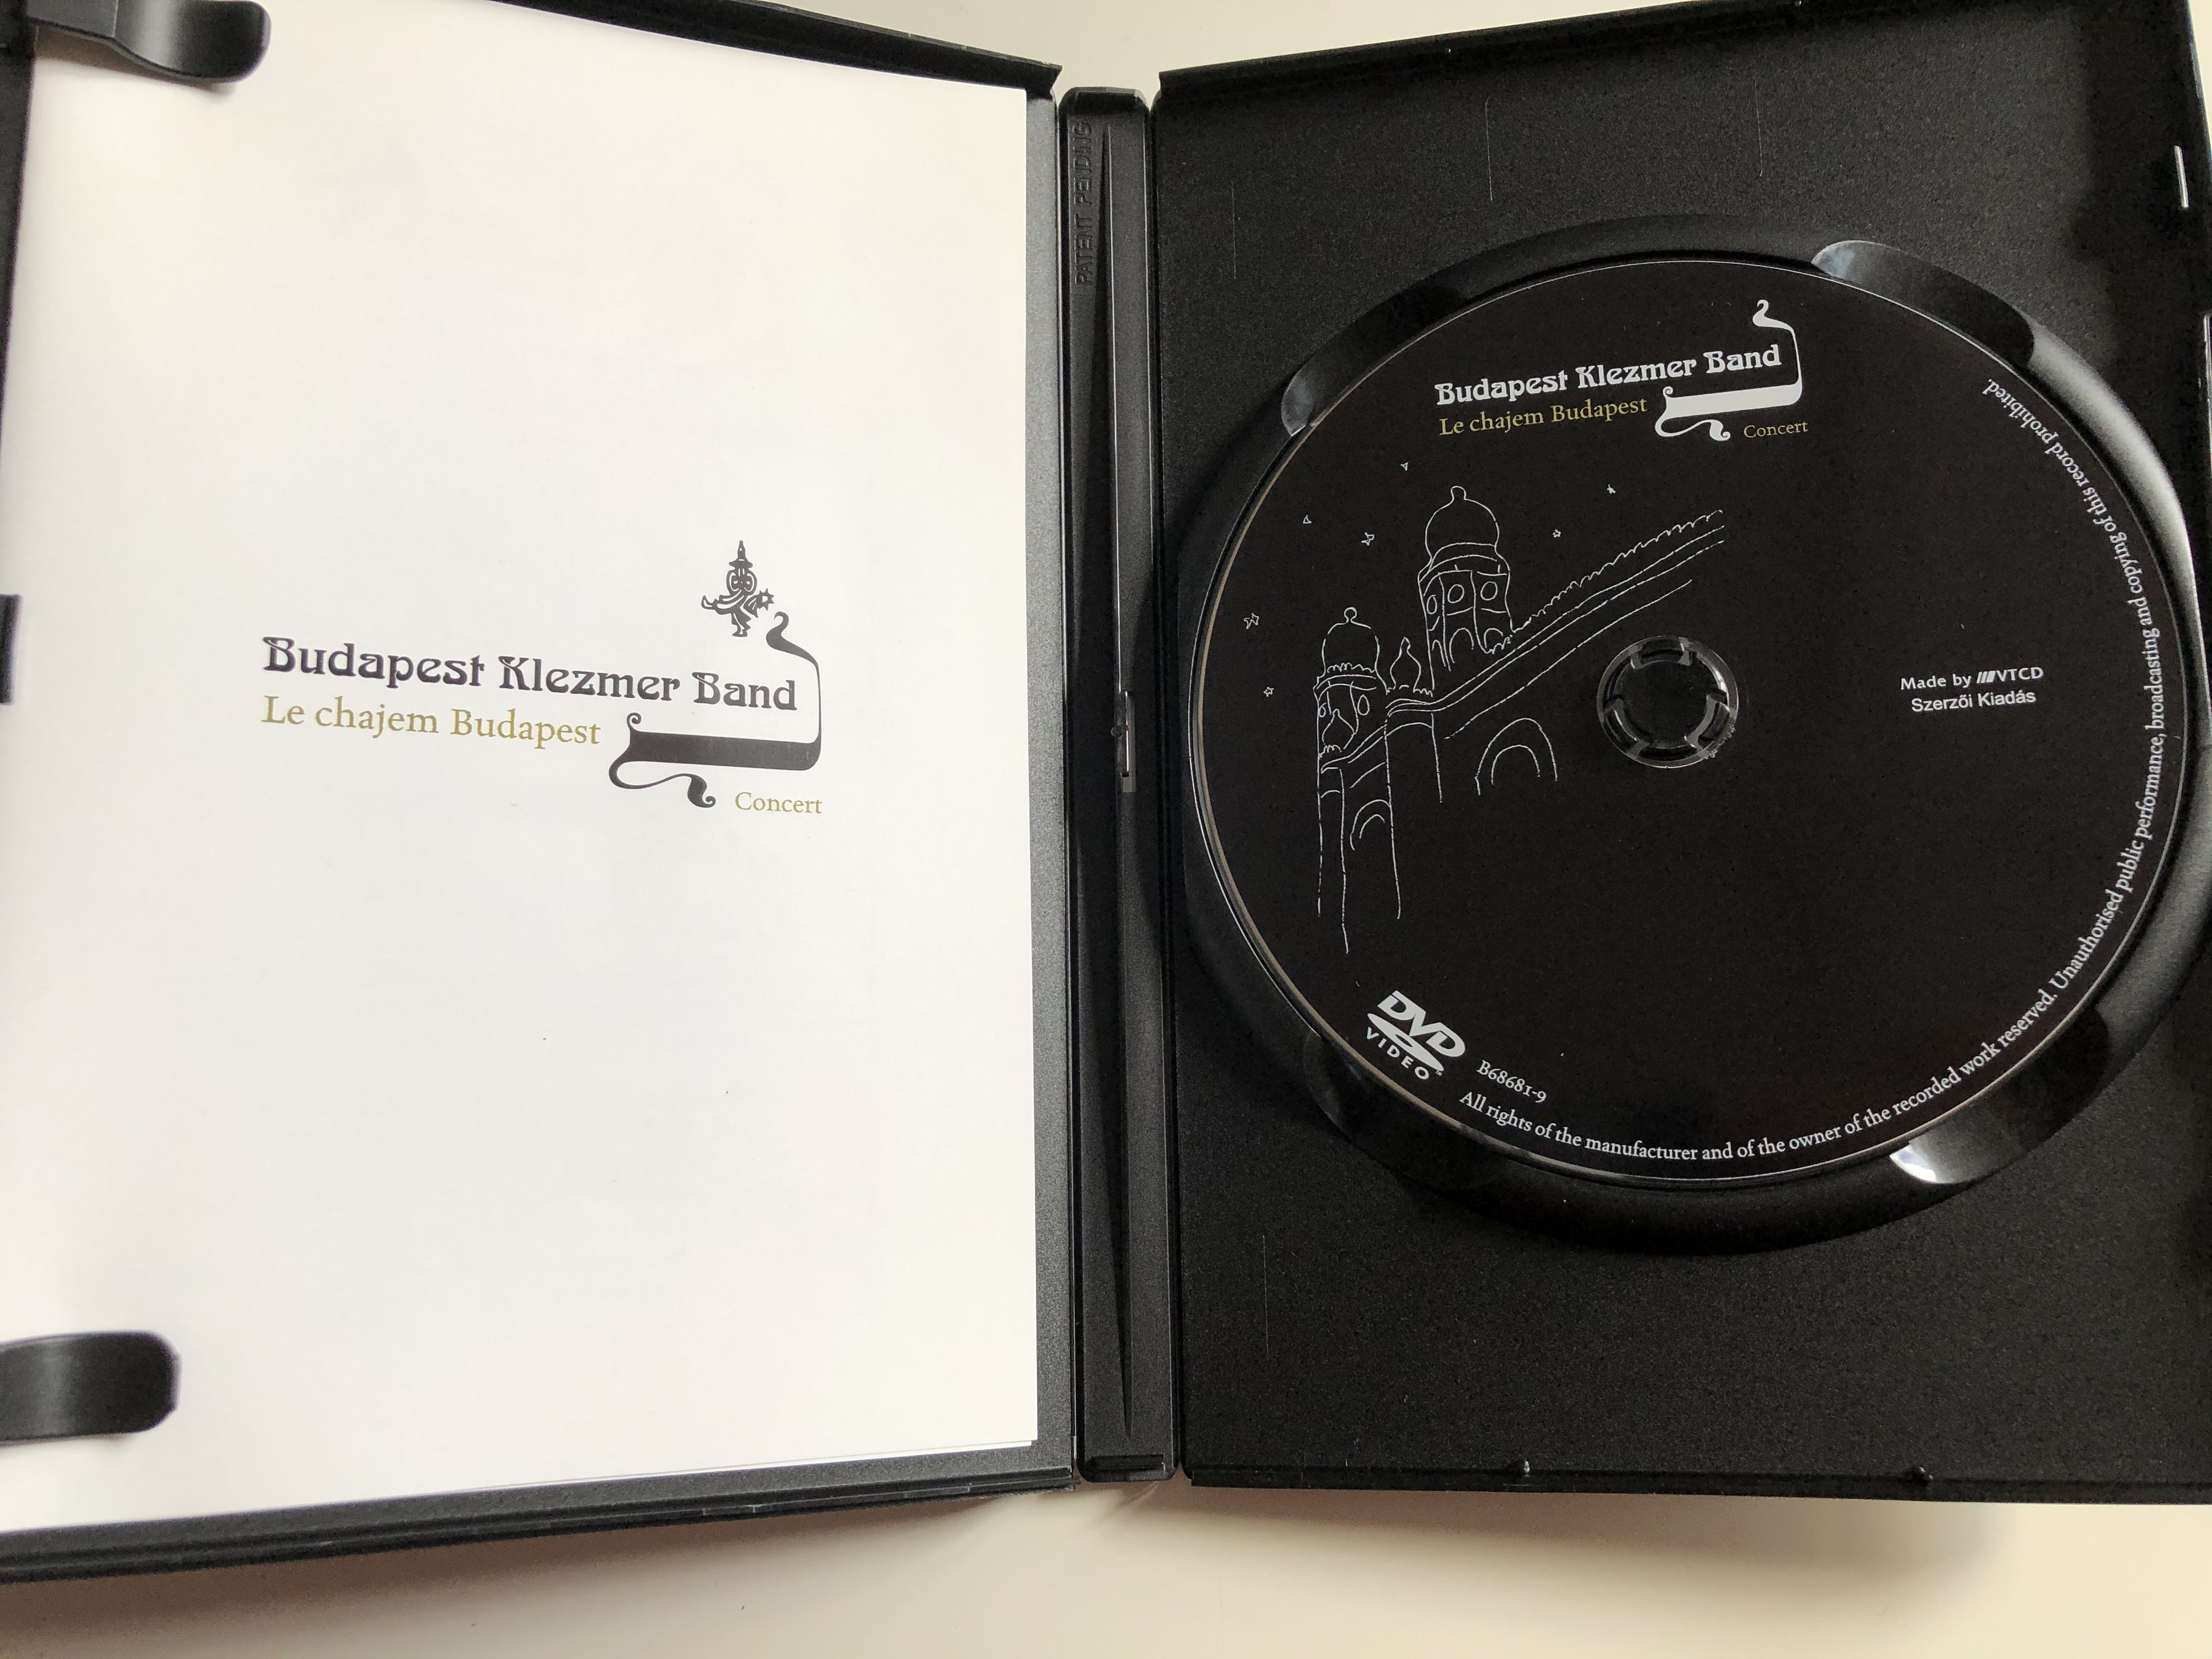 Budapest Klezmer Band
Le chajem Budapest
Concert
PATENT PENDING
Budapest Klezmer Band
Le chajem Budapest
Concert
Made by VTCD
Szerzői Kiadás
DVD
VIDEO
TM
B68681-9
All rights of the manufacturer and of the owner of the recorded work reserved. Unauthorised public performance, broadcasting and copying of this record prohibited.